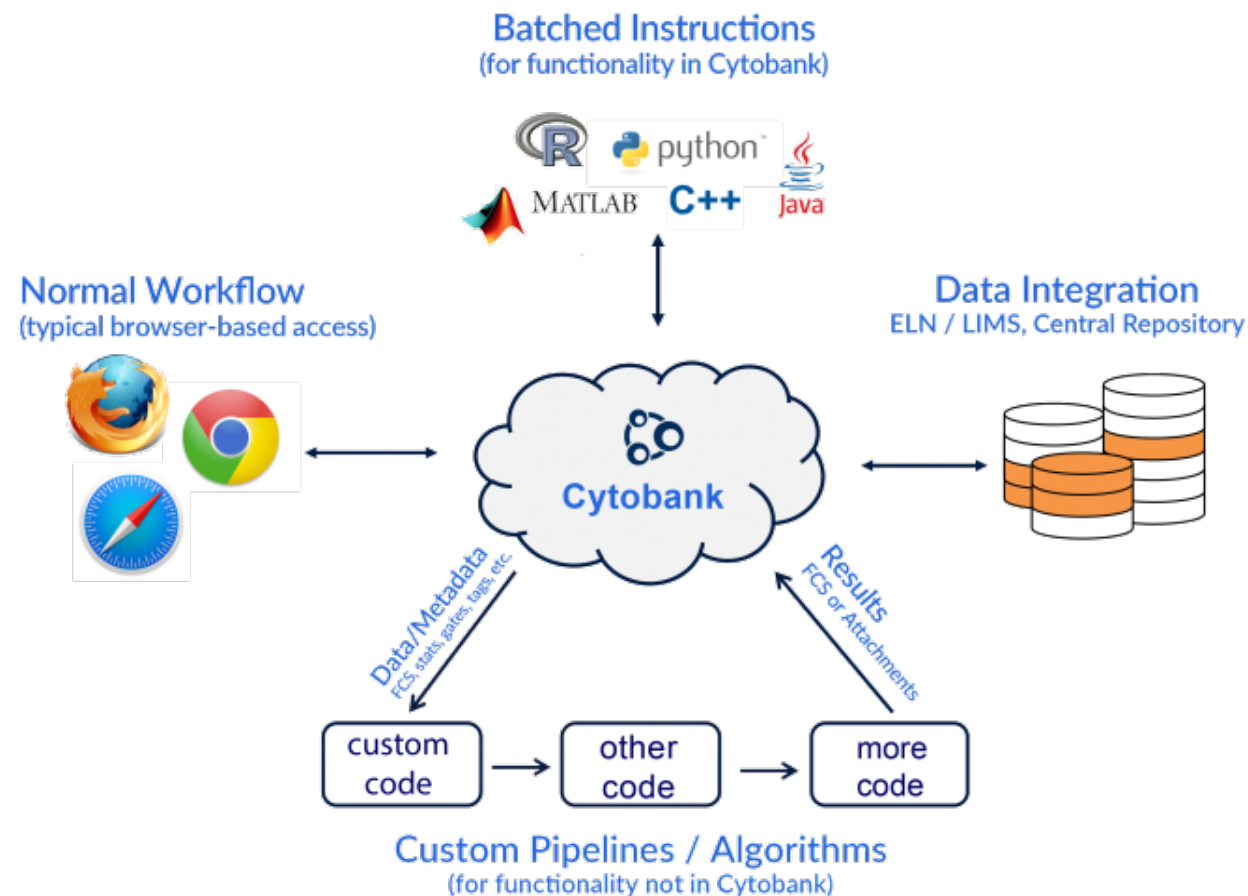 Batched Instructions
(for functionality in Cytobank)
R
python™
MATLAB
C++
Java
Normal Workflow
(typical browser-based access)
Data Integration
ELN / LIMS, Central Repository
Cytobank
Data/Metadata
FCS, stats, gates, tags, etc.
Results
FCS or Attachments
custom
code
other
code
more
code
Custom Pipelines / Algorithms
(for functionality not in Cytobank)